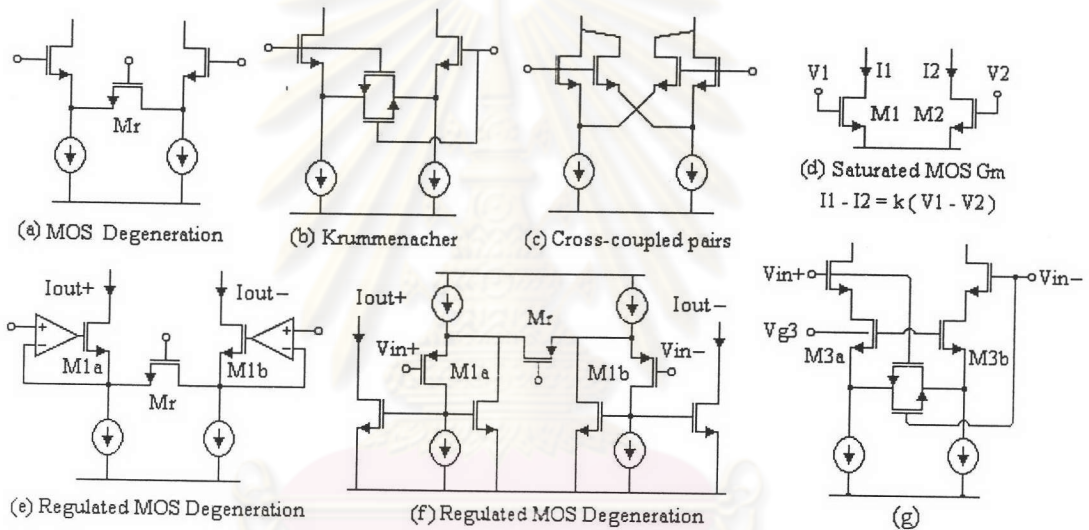 Mr
(a) MOS Degeneration
(b) Krummenacher
(c) Cross-coupled pairs
V1
I1
I2
V2
M1
M2
(d) Saturated MOS Gm
I1 - I2 = k ( V1 - V2 )
Iout+
Iout-
+
-
+
-
M1a
M1b
Mr
(e) Regulated MOS Degeneration
Iout+
Mr
Iout-
Vin+
M1a
M1b
Vin-
(f) Regulated MOS Degeneration
Vin+
Vin-
Vg3
M3a
M3b
(g)